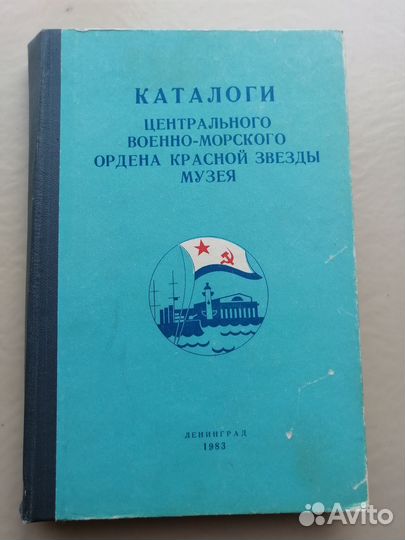 КАТАЛОГИ
ЦЕНТРАЛЬНОГО
ВОЕННО-МОРСКОГО
ОРДЕНА КРАСНОЙ ЗВЕЗДЫ
МУЗЕЯ
ЛЕНИНГРАД
1983
Avito